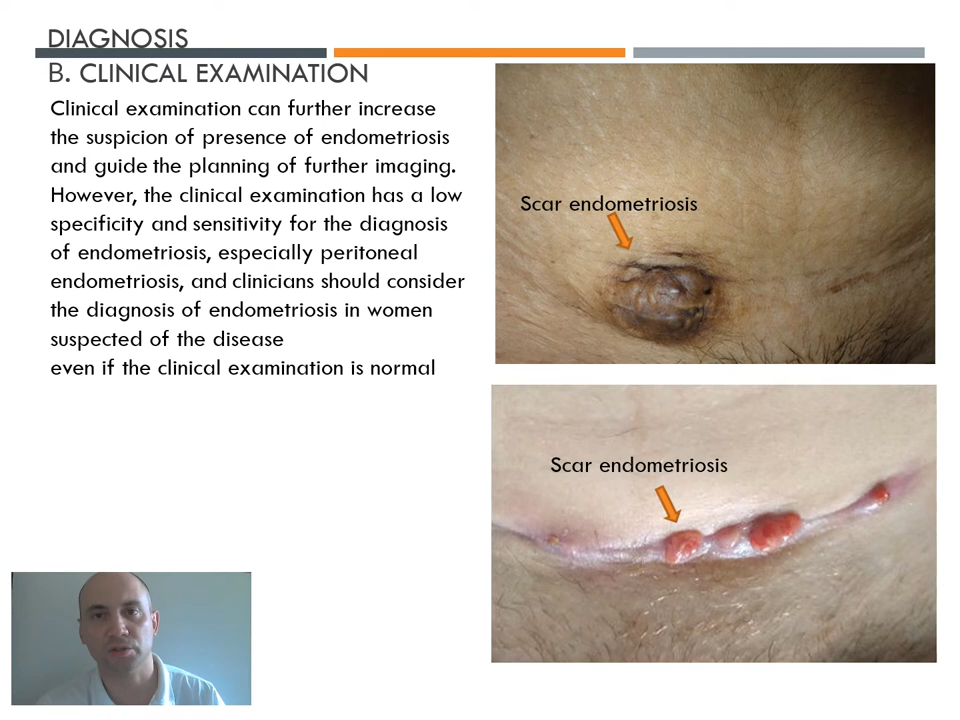 DIAGNOSIS
B. CLINICAL EXAMINATION
Clinical examination can further increase
the suspicion of presence of endometriosis
and guide the planning of further imaging.
However, the clinical examination has a low
specificity and sensitivity for the diagnosis
of endometriosis, especially peritoneal
endometriosis, and clinicians should consider
the diagnosis of endometriosis in women
suspected of the disease
even if the clinical examination is normal
Scar endometriosis
Scar endometriosis